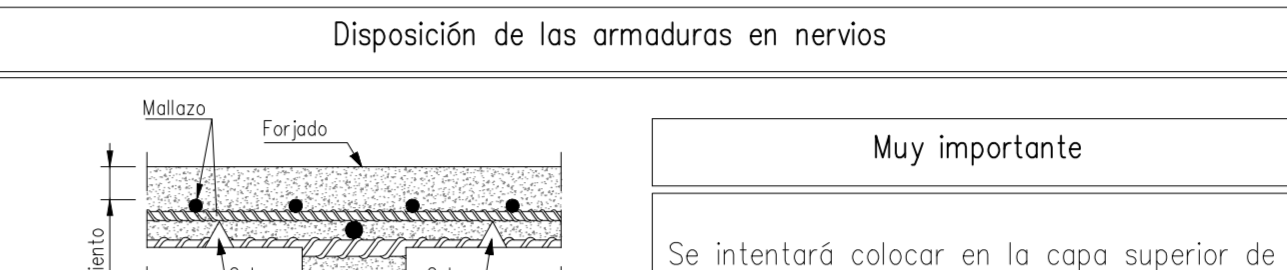 Disposición de las armaduras en nervios
Mallazo
Forjado
Muy importante
Se intentará colocar en la capa superior de